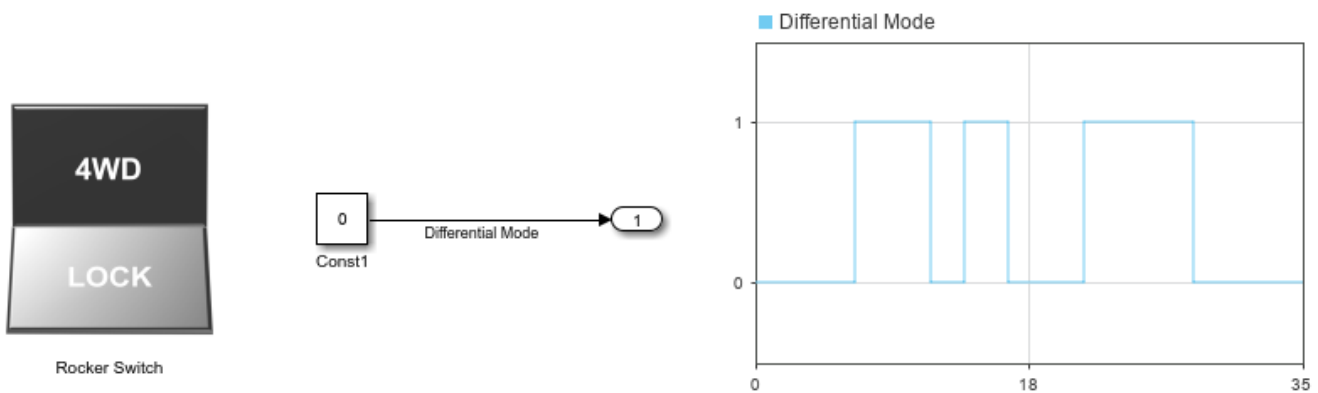 4WD
LOCK
Rocker Switch
0
Const1
Differential Mode
1
Differential Mode
1
0
0
18
35